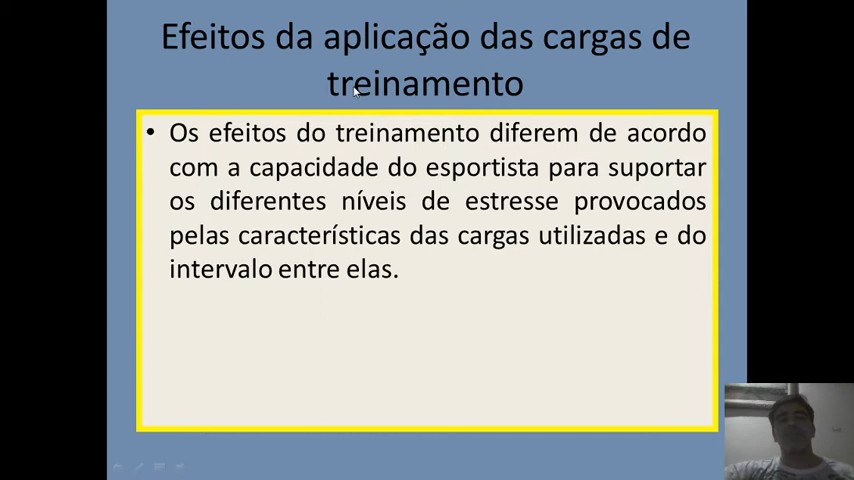 Efeitos da aplicação das cargas de
treinamento
• Os efeitos do treinamento diferem de acordo
com a capacidade do esportista para suportar
os diferentes níveis de estresse provocados
pelas características das cargas utilizadas e do
intervalo entre elas.